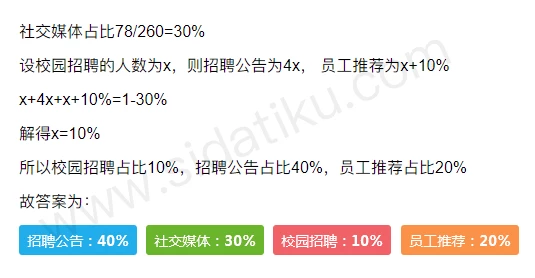 社交媒体占比78/260=30%
设校园招聘的人数为x，则招聘公告为4x， 员工推荐为x+10%
x+4x+x+10%=1-30%
解得x=10%
所以校园招聘占比10%，招聘公告占比40%，员工推荐占比20%
故答案为：
招聘公告：40% 社交媒体：30% 校园招聘：10% 员工推荐：20%
www.sidatiku.com